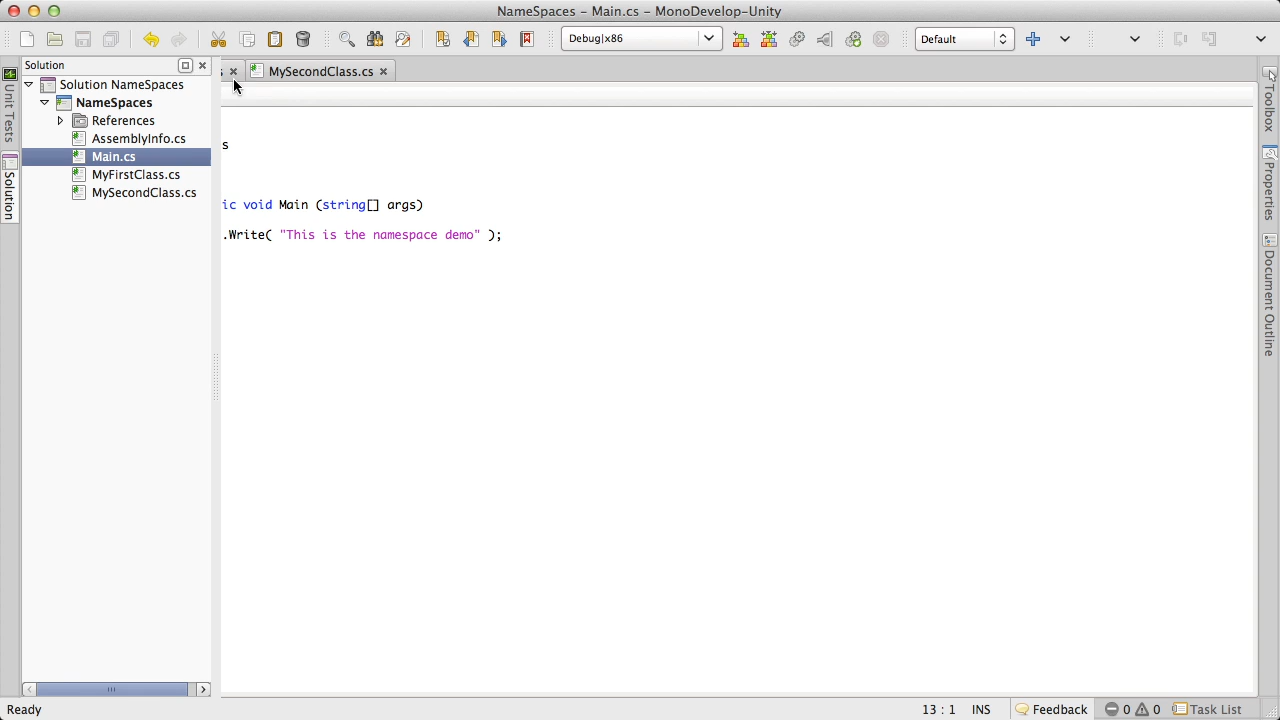 NameSpaces – Main.cs – MonoDevelop-Unity
Debug|x86
Default
Solution
MySecondClass.cs
Solution NameSpaces
NameSpaces
References
AssemblyInfo.cs
Main.cs
MyFirstClass.cs
MySecondClass.cs
Unit Tests
Solution
s
ic void Main (string[] args)
.Write( "This is the namespace demo" );
Toolbox
Properties
Document Outline
Ready
13 : 1
INS
Feedback
0
0
Task List